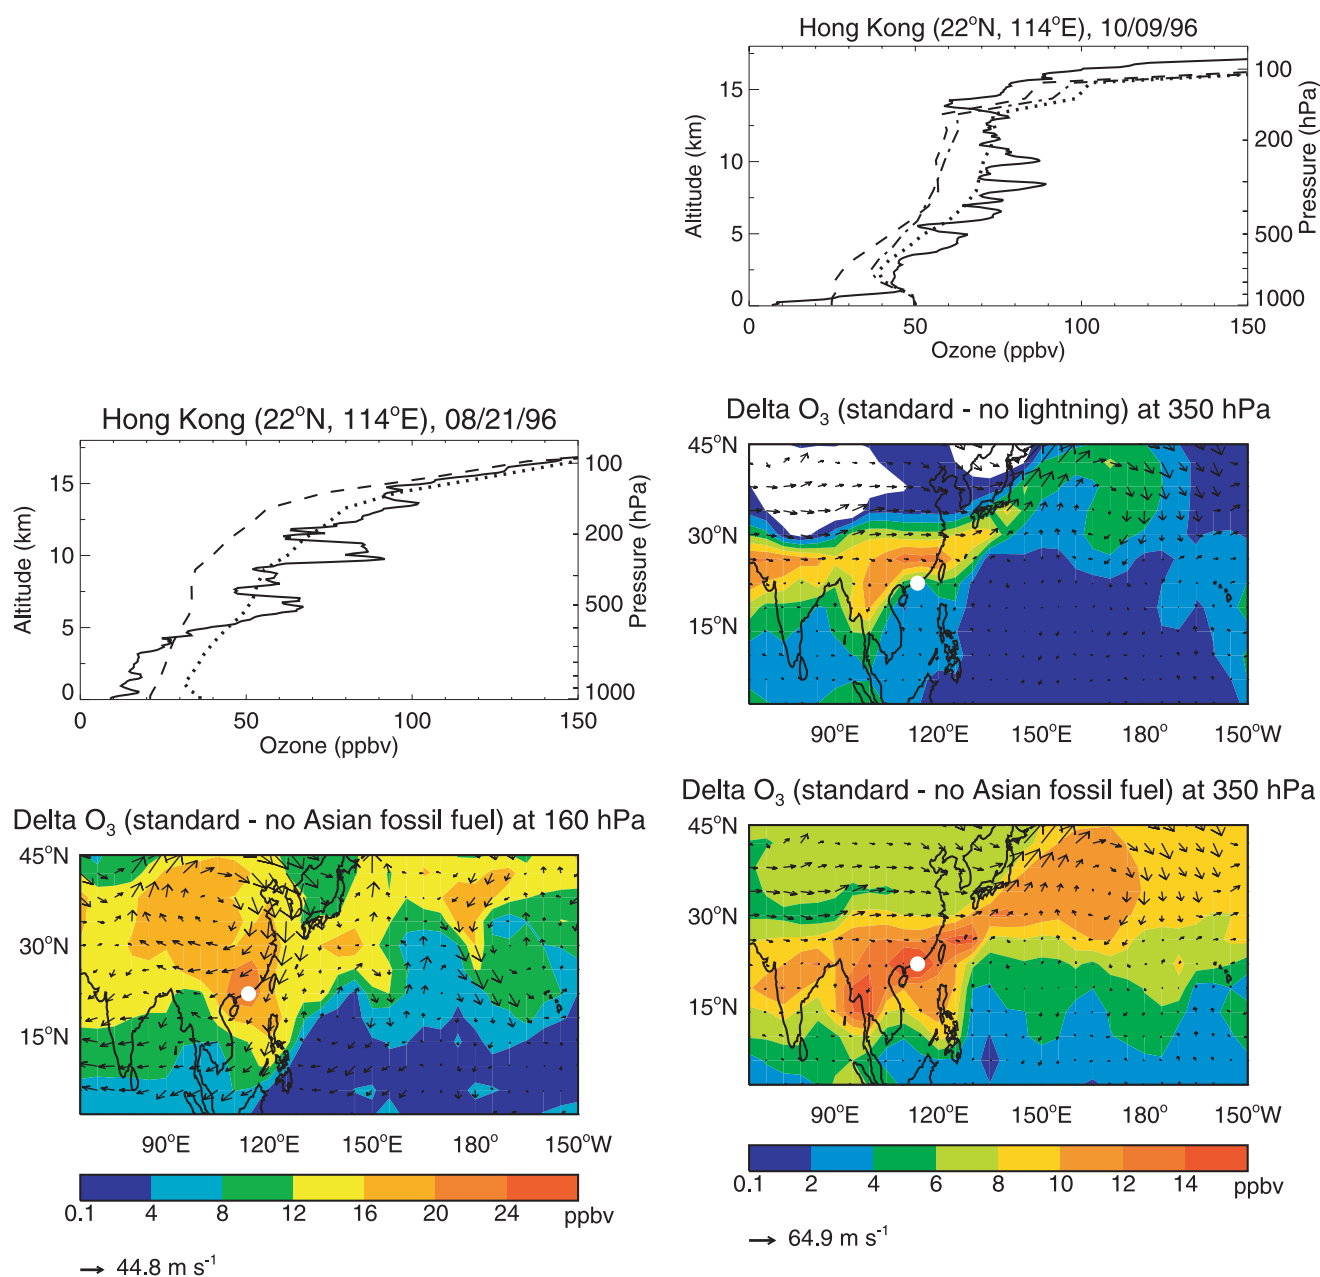 Hong Kong (22°N, 114°E), 10/09/96
15
10
5
0
Altitude (km)
100
200
500
1000
Pressure (hPa)
0 50 100 150
Ozone (ppbv)
Delta O₃ (standard - no lightning) at 350 hPa
45°N
30°N
15°N
90°E 120°E 150°E 180° 150°W
Hong Kong (22°N, 114°E), 08/21/96
15
10
5
0
Altitude (km)
100
200
500
1000
Pressure (hPa)
0 50 100 150
Ozone (ppbv)
Delta O₃ (standard - no Asian fossil fuel) at 160 hPa
45°N
30°N
15°N
90°E 120°E 150°E 180° 150°W
0.1 4 8 12 16 20 24 ppbv
44.8 m s⁻¹
Delta O₃ (standard - no Asian fossil fuel) at 350 hPa
45°N
30°N
15°N
90°E 120°E 150°E 180° 150°W
0.1 2 4 6 8 10 12 14 ppbv
64.9 m s⁻¹